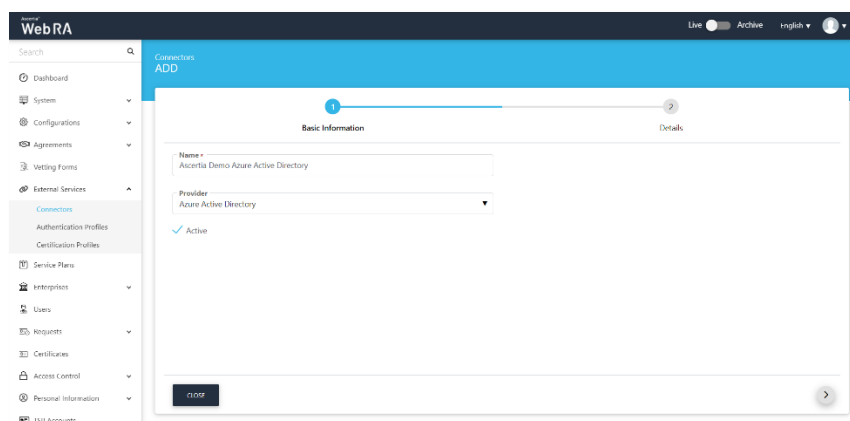 Ascertia
WebRA
Live Archive English
Search
Dashboard
System
Configurations
Agreements
Vetting Forms
External Services
Connectors
Authentication Profiles
Certification Profiles
Service Plans
Enterprises
Users
Requests
Certificates
Access Control
Personal Information
TSP Accounts
Connectors
ADD
1
Basic Information
2
Details
Name *
Ascertia Demo Azure Active Directory
Provider
Azure Active Directory
Active
CLOSE